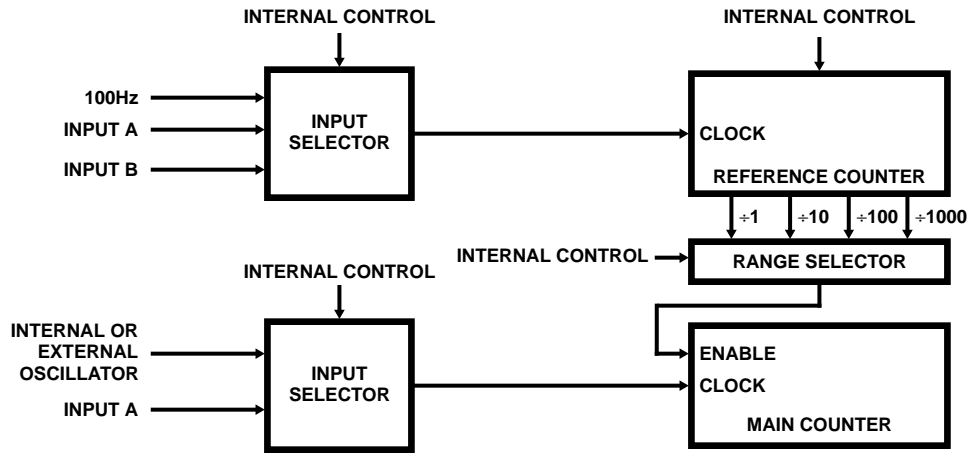 INTERNAL CONTROL
INTERNAL CONTROL
100Hz
INPUT A
INPUT B
INPUT
SELECTOR
CLOCK
REFERENCE COUNTER
÷1
÷10
÷100
÷1000
INTERNAL CONTROL
RANGE SELECTOR
INTERNAL CONTROL
INTERNAL OR
EXTERNAL
OSCILLATOR
INPUT A
INPUT
SELECTOR
ENABLE
CLOCK
MAIN COUNTER